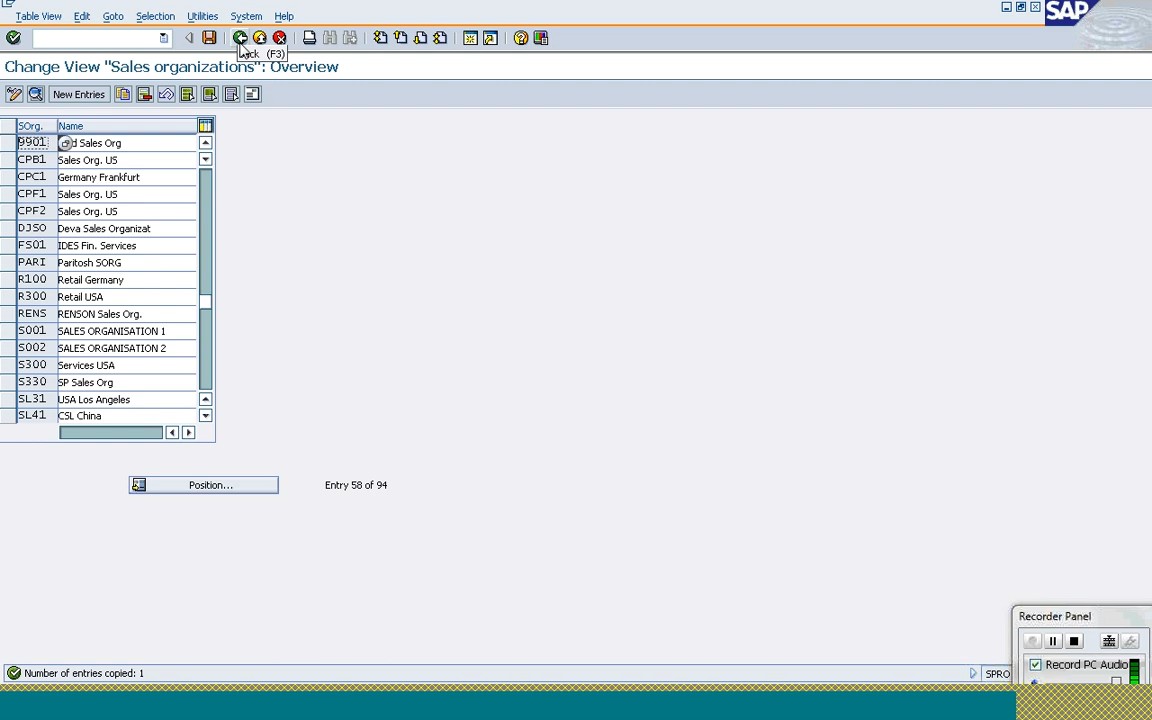 Table View Edit Goto Selection Utilities System Help
SAP
(F3)
Change View "Sales organizations": Overview
New Entries
SOrg. Name
9901 d Sales Org
CPB1 Sales Org. US
CPC1 Germany Frankfurt
CPF1 Sales Org. US
CPF2 Sales Org. US
DJSO Deva Sales Organizat
FS01 IDES Fin. Services
PARI Paritosh SORG
R100 Retail Germany
R300 Retail USA
RENS RENSON Sales Org.
S001 SALES ORGANISATION 1
S002 SALES ORGANISATION 2
S300 Services USA
S330 SP Sales Org
SL31 USA Los Angeles
SL41 CSL China
Position... Entry 58 of 94
Recorder Panel
Record PC Audio
Number of entries copied: 1 SPRO